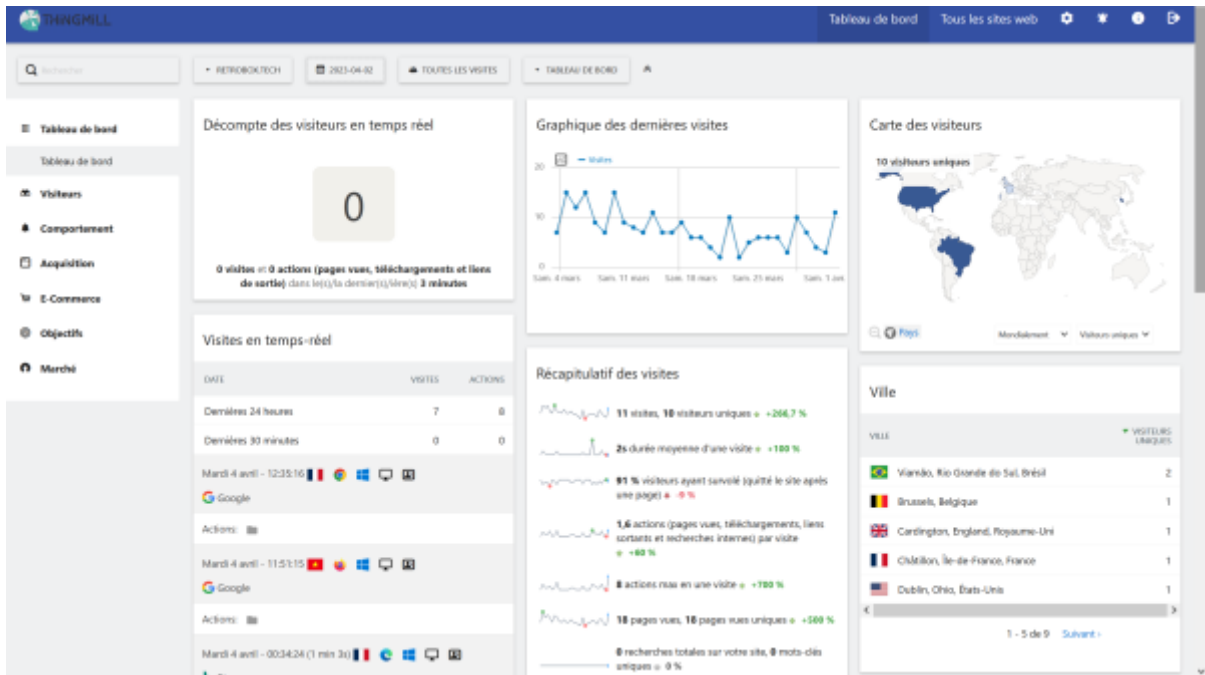 THINGMILL
Tableau de bord
Tous les sites web
Rechercher
RETROBOX.TECH
2023-04-02
TOUTES LES VISITES
TABLEAU DE BORD
Tableau de bord
Tableau de bord
Visiteurs
Comportement
Acquisition
E-Commerce
Objectifs
Marché
Décompte des visiteurs en temps réel
0
0 visites et 0 actions (pages vues, téléchargements et liens
de sortie) dans le(s)/la dernier(s)/ière(s) 3 minutes
Visites en temps-réel
DATE VISITES ACTIONS
Dernières 24 heures 7 8
Dernières 30 minutes 0 0
Mardi 4 avril - 12:35:16
Google
Actions:
Mardi 4 avril - 11:51:15
Google
Actions:
Mardi 4 avril - 00:34:24 (1 min 3s)
Graphique des dernières visites
Visites
20
10
0
Sam. 4 mars Sam. 11 mars Sam. 18 mars Sam. 25 mars Sam. 1 avr.
Récapitulatif des visites
11 visites, 10 visiteurs uniques +266,7 %
2s durée moyenne d'une visite +100 %
91 % visiteurs ayant survolé (quitté le site après
une page) -9 %
1,6 actions (pages vues, téléchargements, liens
sortants et recherches internes) par visite
+60 %
8 actions max en une visite +700 %
18 pages vues, 18 pages vues uniques +500 %
0 recherches totales sur votre site, 0 mots-clés
uniques 0 %
Carte des visiteurs
10 visiteurs uniques
Pays
Mondialement
Visiteurs uniques
Ville
VILLE VISITEURS
UNIQUES
Viamão, Rio Grande do Sul, Brésil 2
Brussels, Belgique 1
Cardington, England, Royaume-Uni 1
Châtillon, Île-de-France, France 1
Dublin, Ohio, États-Unis 1
1 - 5 de 9 Suivant ›